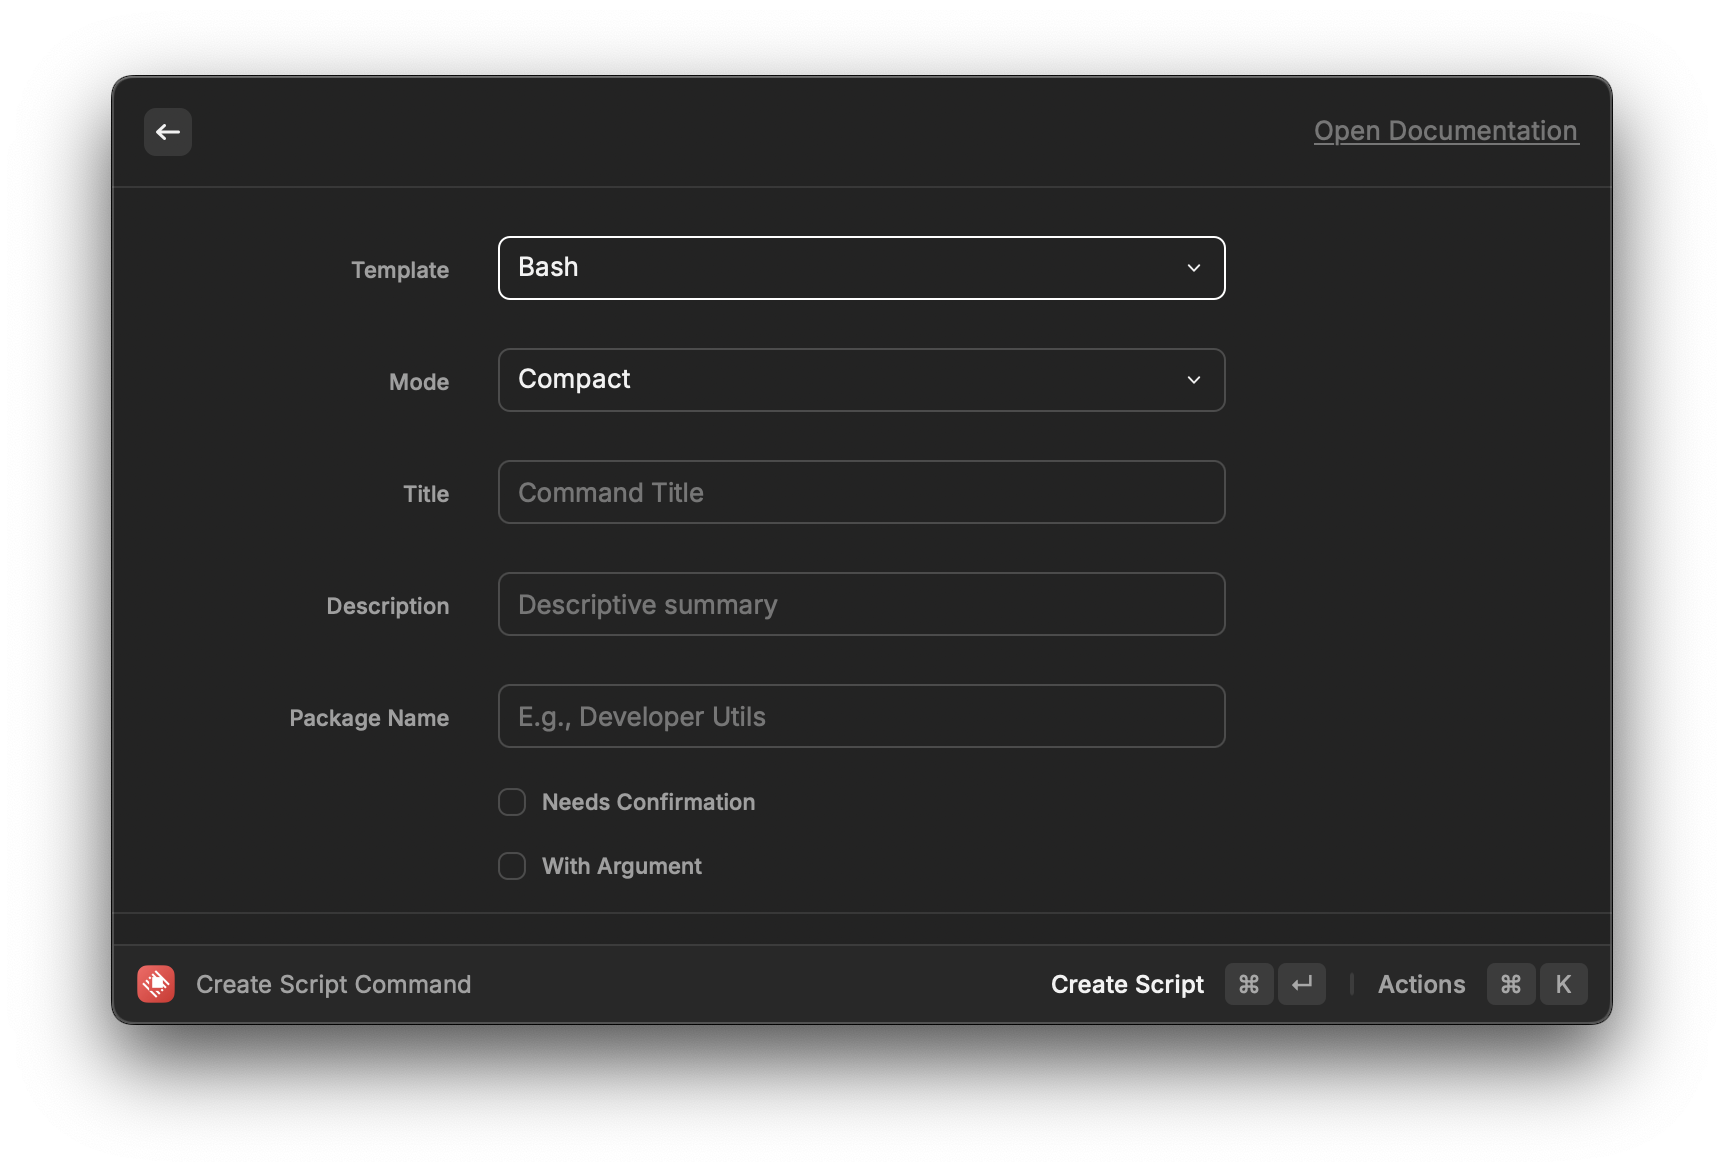 Open Documentation
Template
Bash
Mode
Compact
Title
Command Title
Description
Descriptive summary
Package Name
E.g., Developer Utils
Needs Confirmation
With Argument
Create Script Command
Create Script ⌘ ↵ Actions ⌘ K